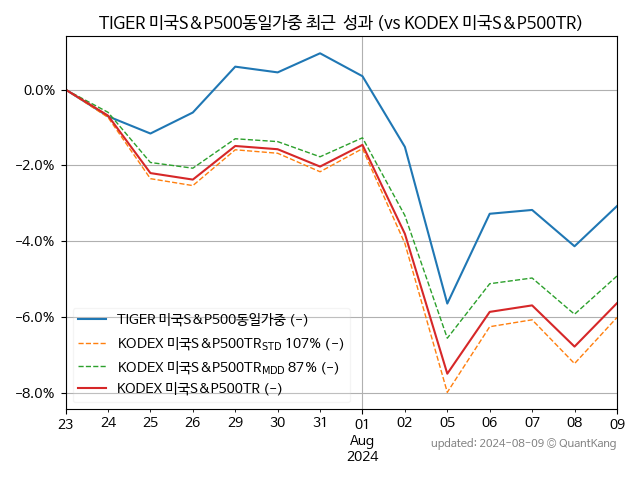 TIGER 미국S&P500동일가중 최근 성과 (vs KODEX 미국S&P500TR)
0.0%
−2.0%
−4.0%
−6.0%
−8.0%
TIGER 미국S&P500동일가중 (-)
KODEX 미국S&P500TR_STD 107% (-)
KODEX 미국S&P500TR_MDD 87% (-)
KODEX 미국S&P500TR (-)
23 24 25 26 29 30 31 01 02 05 06 07 08 09
Aug
2024
updated: 2024-08-09 © QuantKang